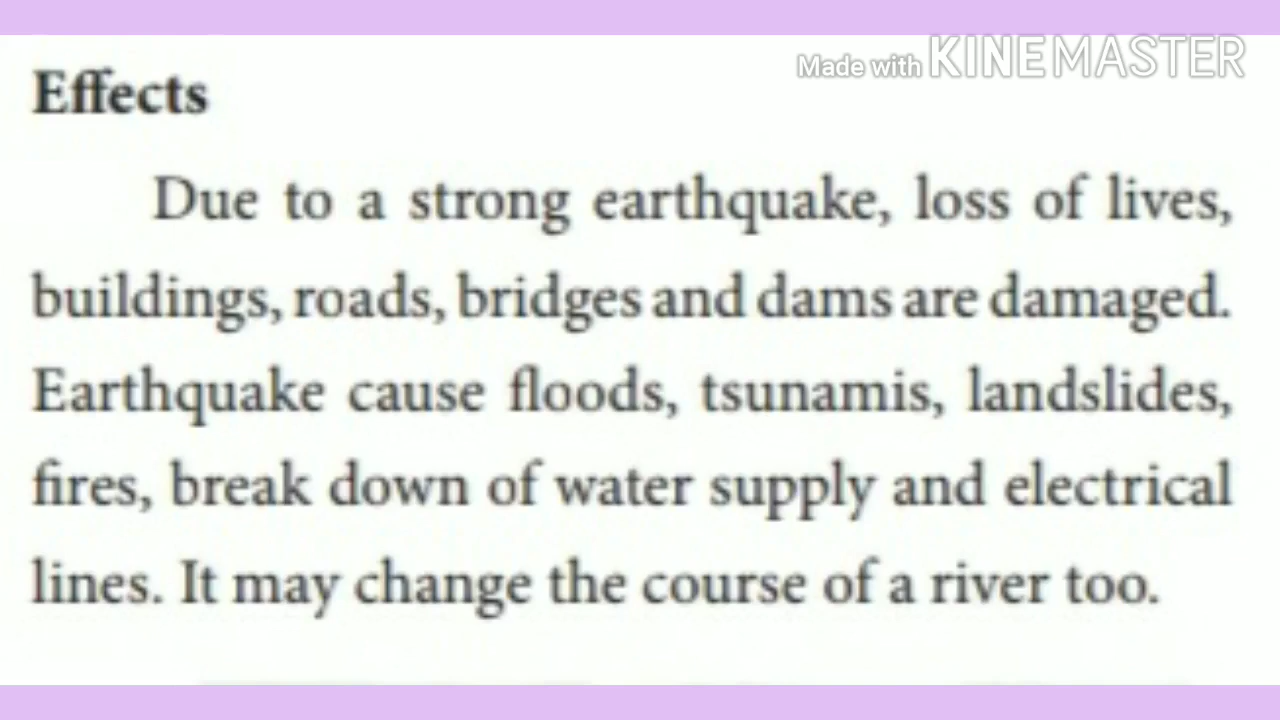 Made with KINEMASTER
Effects
Due to a strong earthquake, loss of lives,
buildings, roads, bridges and dams are damaged.
Earthquake cause floods, tsunamis, landslides,
fires, break down of water supply and electrical
lines. It may change the course of a river too.